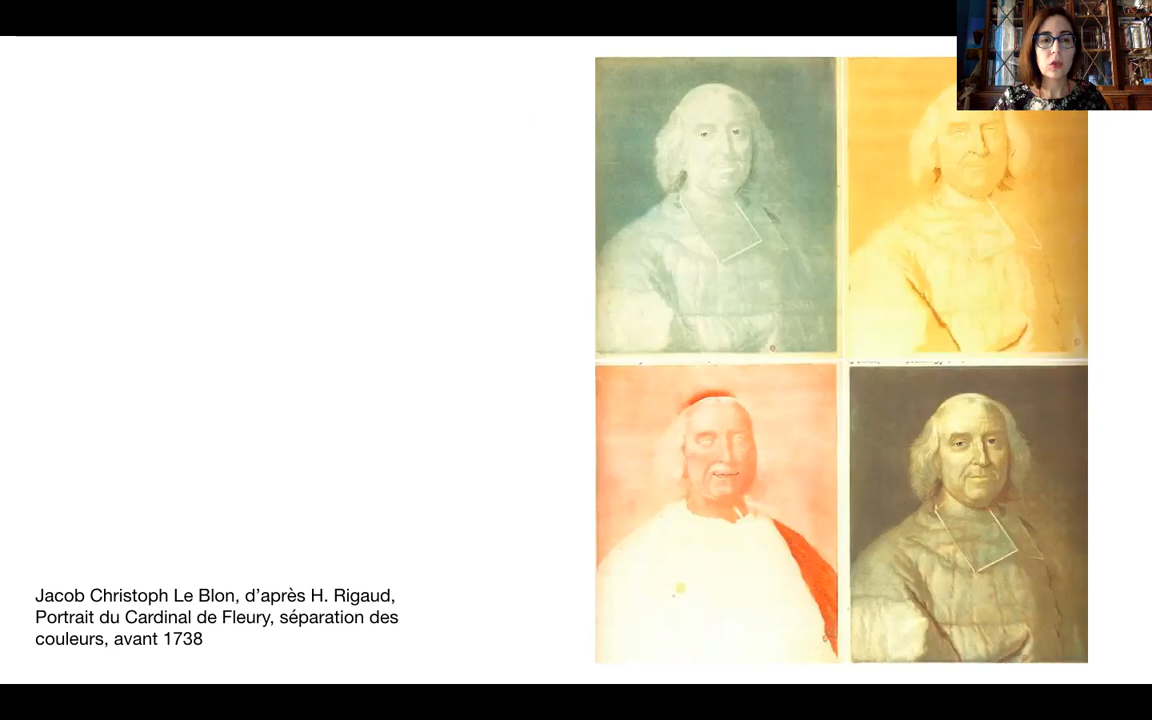 Jacob Christoph Le Blon, d’après H. Rigaud,
Portrait du Cardinal de Fleury, séparation des
couleurs, avant 1738